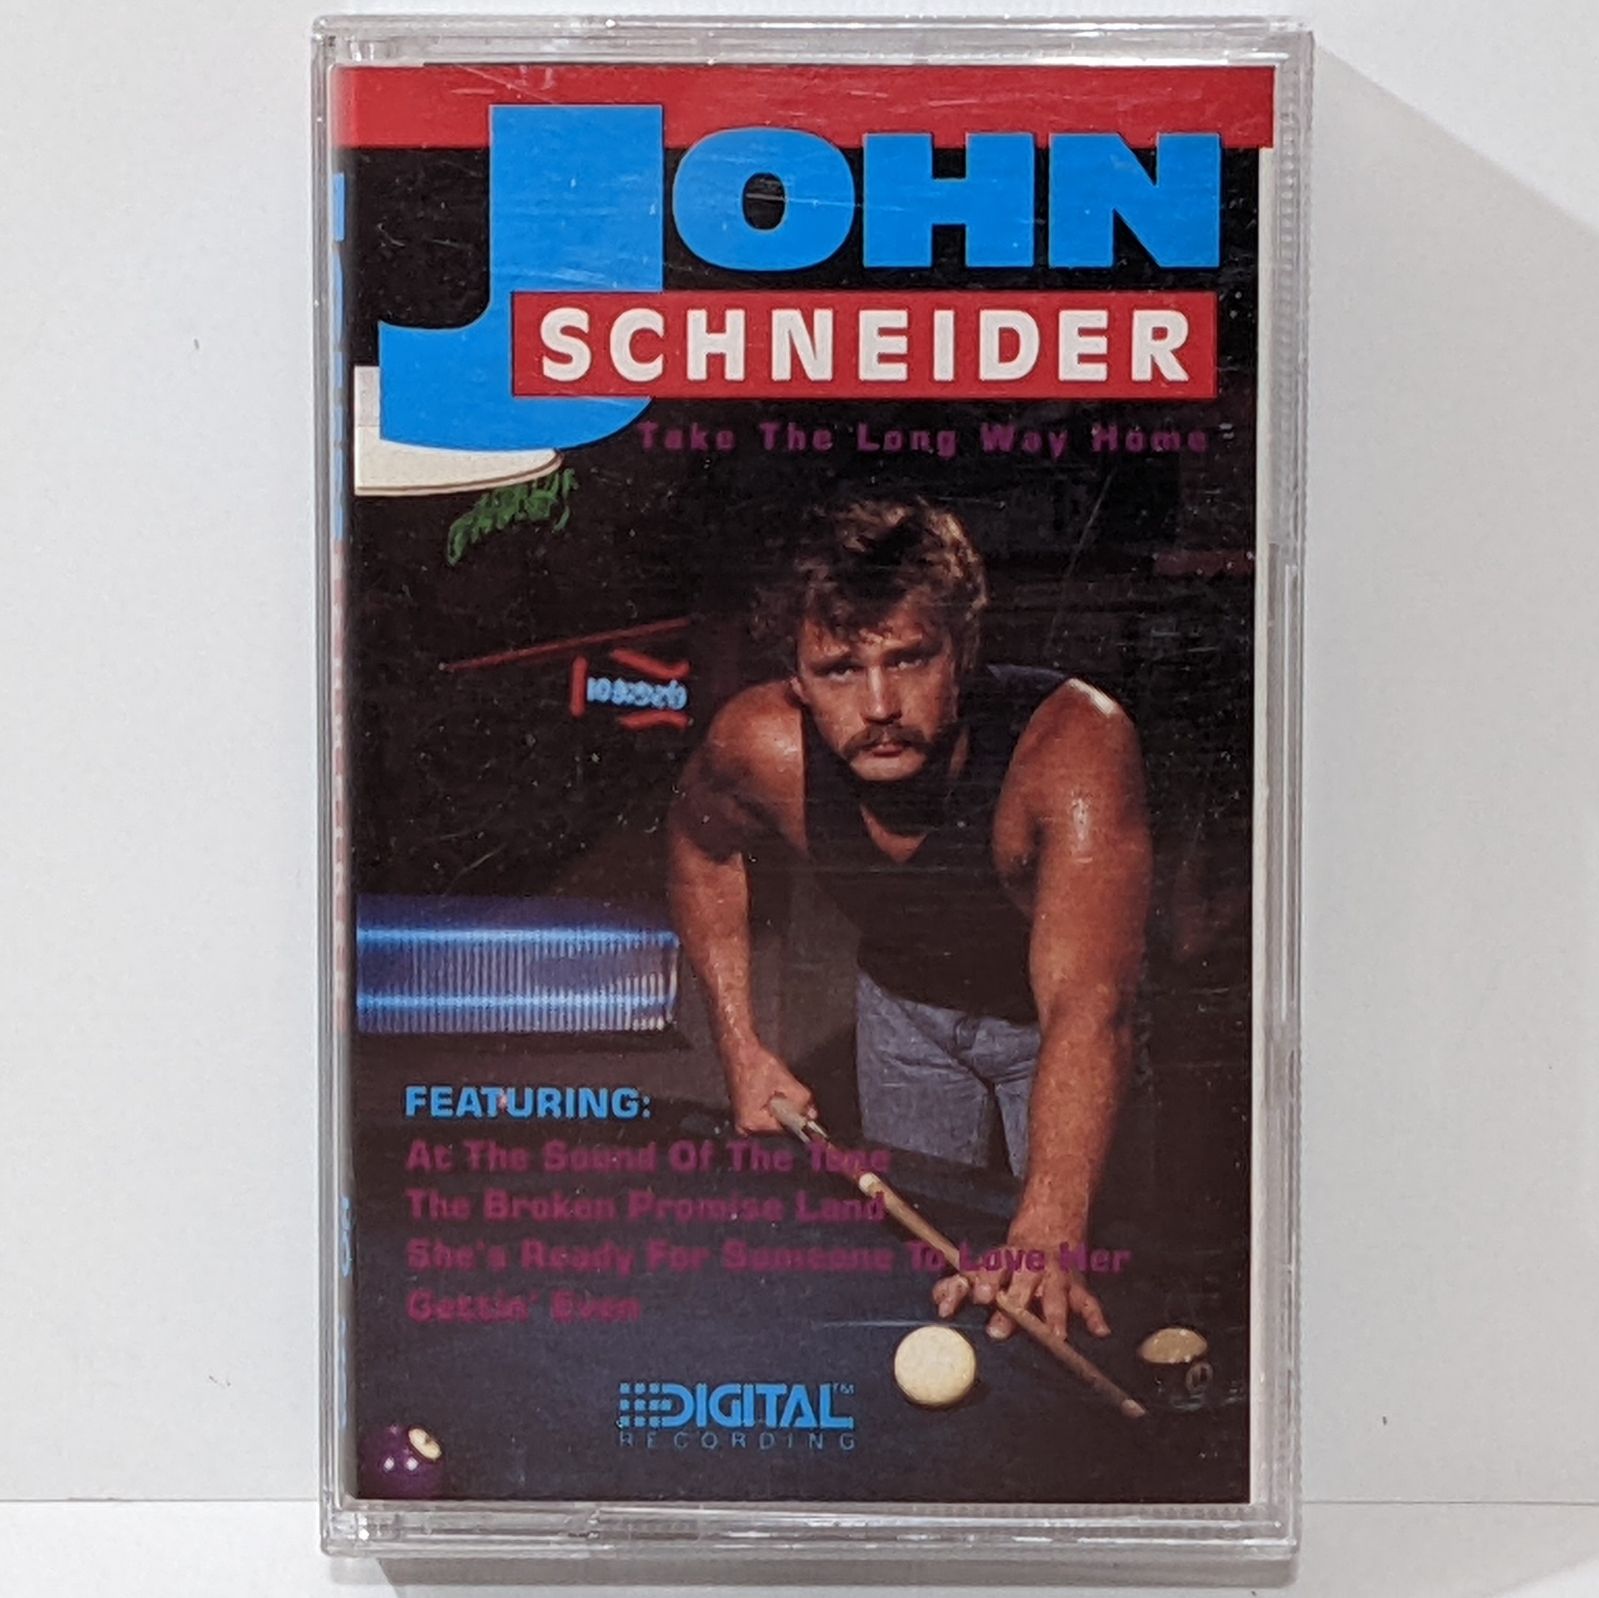 JOHN
SCHNEIDER
Take The Long Way Home
FEATURING:
At The Sound Of The Tone
The Broken Promise Land
She's Ready For Someone To Love Her
Gettin' Even
DIGITAL™
RECORDING